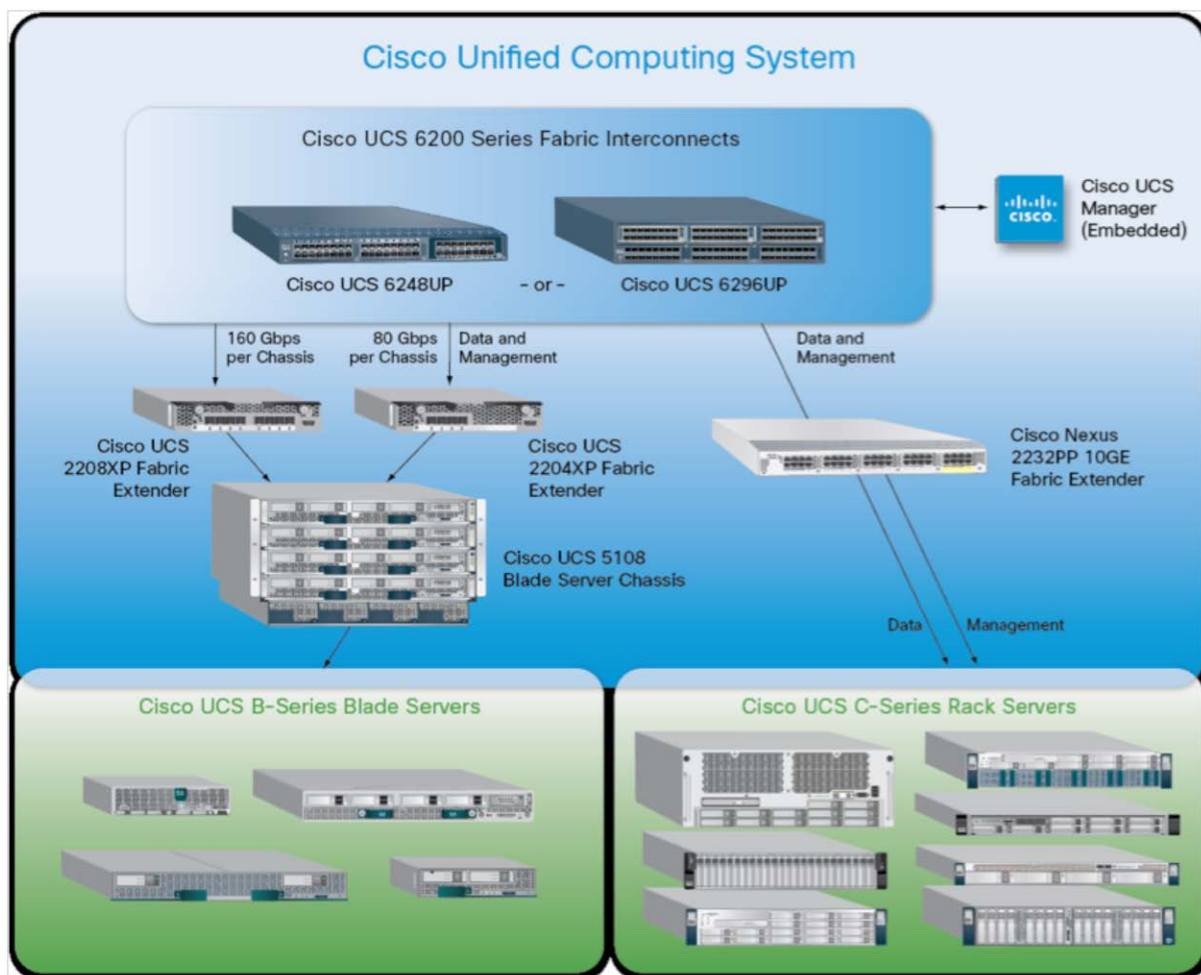 Cisco Unified Computing System
Cisco UCS 6200 Series Fabric Interconnects
Cisco UCS 6248UP
- or -
Cisco UCS 6296UP
CISCO
Cisco UCS
Manager
(Embedded)
160 Gbps
per Chassis
80 Gbps
per Chassis
Data and
Management
Data and
Management
Cisco UCS
2208XP Fabric
Extender
Cisco UCS
2204XP Fabric
Extender
Cisco Nexus
2232PP 10GE
Fabric Extender
Cisco UCS 5108
Blade Server Chassis
Data
Management
Cisco UCS B-Series Blade Servers
Cisco UCS C-Series Rack Servers